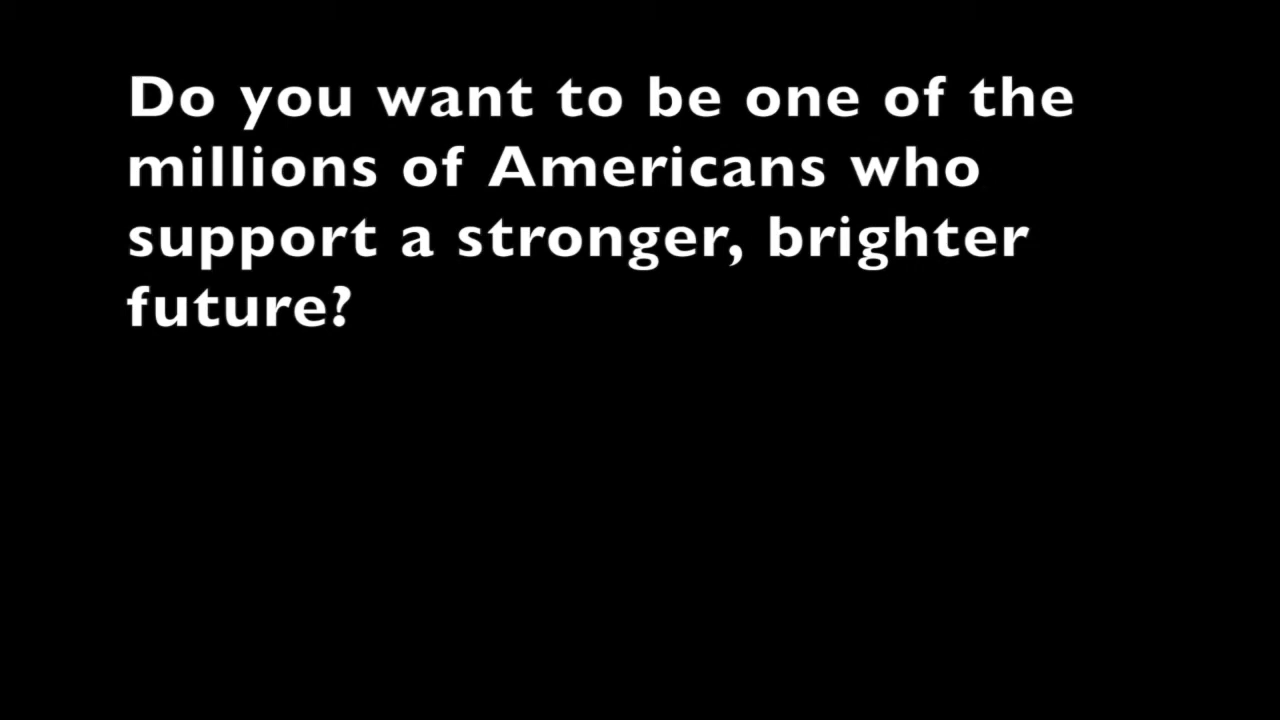 Do you want to be one of the
millions of Americans who
support a stronger, brighter
future?